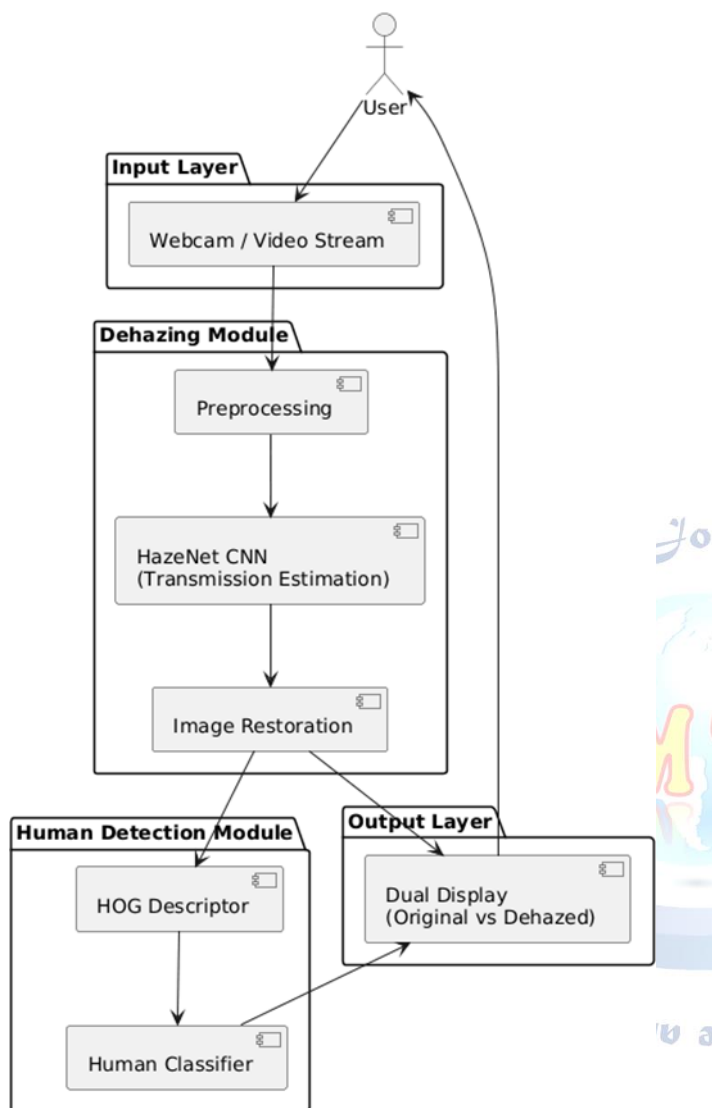 User
Input Layer
Webcam / Video Stream
Dehazing Module
Preprocessing
HazeNet CNN
(Transmission Estimation)
Image Restoration
Human Detection Module
Output Layer
HOG Descriptor
Dual Display
(Original vs Dehazed)
Human Classifier